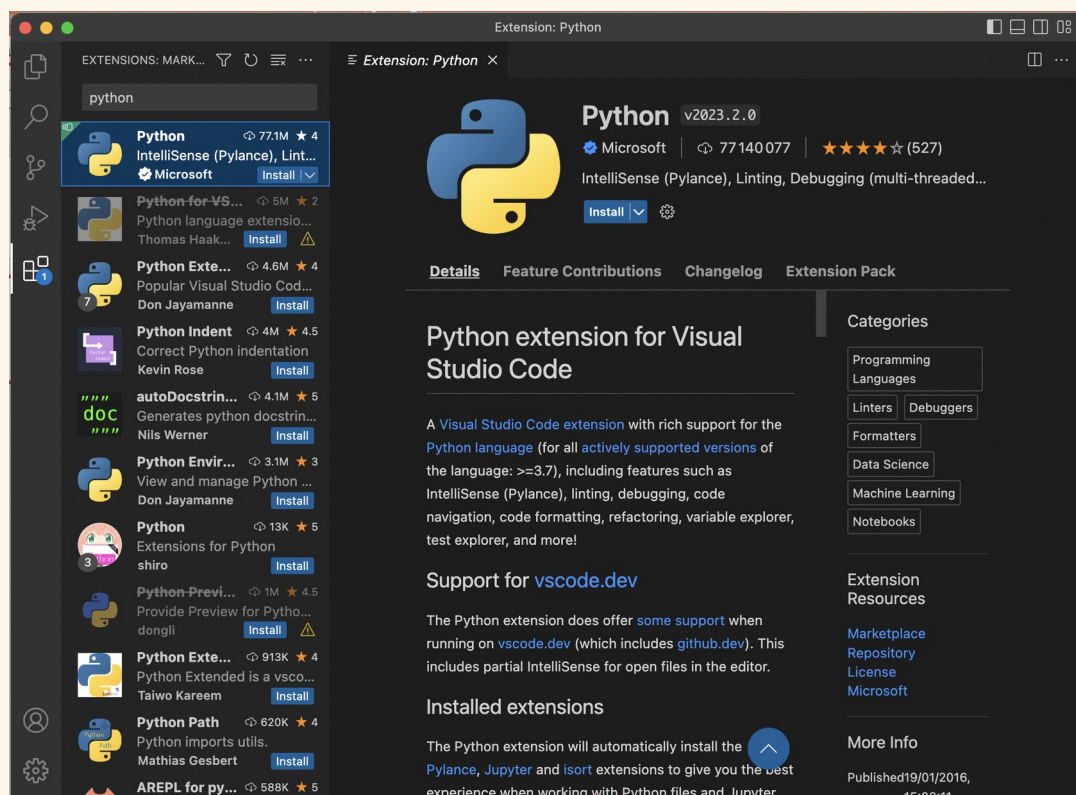 Extension: Python
EXTENSIONS: MARK...
python
Python 77.1M ★ 4
IntelliSense (Pylance), Lint...
Microsoft Install
Python for VS... 5M ★ 2
Python language extensio...
Thomas Haak... Install
Python Exte... 4.6M ★ 4
Popular Visual Studio Cod...
7
Don Jayamanne Install
Python Indent 4M ★ 4.5
Correct Python indentation
Kevin Rose Install
""" autoDocstrin... 4.1M ★ 5
doc Generates python docstrin...
""" Nils Werner Install
Python Envir... 3.1M ★ 3
View and manage Python ...
Don Jayamanne Install
Python 13K ★ 5
Extensions for Python
3
shiro Install
Python Previ... 1M ★ 4.5
Provide Preview for Pytho...
dongli Install
Python Exte... 913K ★ 4
Python Extended is a vsco...
Taiwo Kareem Install
Python Path 620K ★ 4
Python imports utils.
Python
Path
Mathias Gesbert Install
AREPL for py... 588K ★ 5
1
Extension: Python
Python v2023.2.0
Microsoft 77140077 ★★★★☆ (527)
IntelliSense (Pylance), Linting, Debugging (multi-threaded...
Install
Details Feature Contributions Changelog Extension Pack
Python extension for Visual
Studio Code
A Visual Studio Code extension with rich support for the
Python language (for all actively supported versions of
the language: >=3.7), including features such as
IntelliSense (Pylance), linting, debugging, code
navigation, code formatting, refactoring, variable explorer,
test explorer, and more!
Support for vscode.dev
The Python extension does offer some support when
running on vscode.dev (which includes github.dev). This
includes partial IntelliSense for open files in the editor.
Installed extensions
The Python extension will automatically install the
Pylance, Jupyter and isort extensions to give you the best
experience when working with Python files and Jupyter
Categories
Programming
Languages
Linters
Debuggers
Formatters
Data Science
Machine Learning
Notebooks
Extension
Resources
Marketplace
Repository
License
Microsoft
More Info
Published19/01/2016,